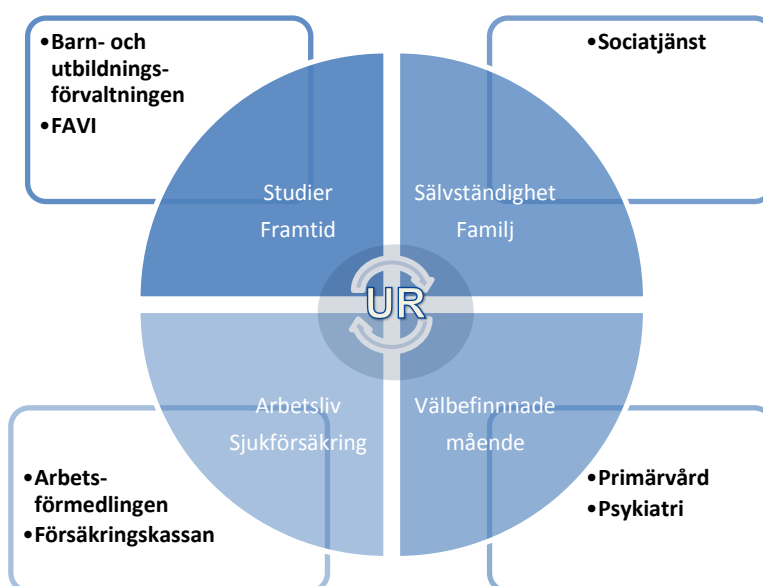 •Barn- och
utbildnings-
förvaltningen
•FAVI
•Sociatjänst
Studier
Framtid
Sälvständighet
Familj
UR
Arbetsliv
Sjukförsäkring
Välbefinnnade
mående
•Arbets-
förmedlingen
•Försäkringskassan
•Primärvård
•Psykiatri